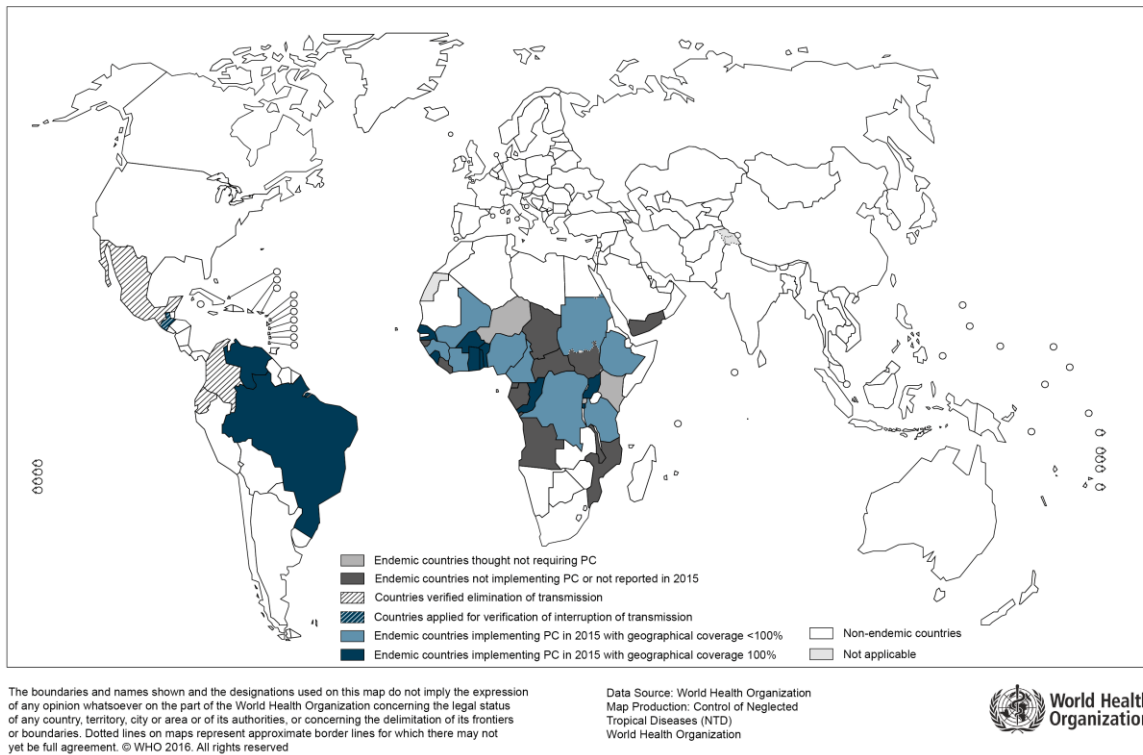 Endemic countries thought not requiring PC
Endemic countries not implementing PC or not reported in 2015
Countries verified elimination of transmission
Countries applied for verification of interruption of transmission
Endemic countries implementing PC in 2015 with geographical coverage <100%
Endemic countries implementing PC in 2015 with geographical coverage 100%
Non-endemic countries
Not applicable
The boundaries and names shown and the designations used on this map do not imply the expression
of any opinion whatsoever on the part of the World Health Organization concerning the legal status
of any country, territory, city or area or of its authorities, or concerning the delimitation of its frontiers
or boundaries. Dotted lines on maps represent approximate border lines for which there may not
yet be full agreement. © WHO 2016. All rights reserved
Data Source: World Health Organization
Map Production: Control of Neglected
Tropical Diseases (NTD)
World Health Organization
World Health
Organization